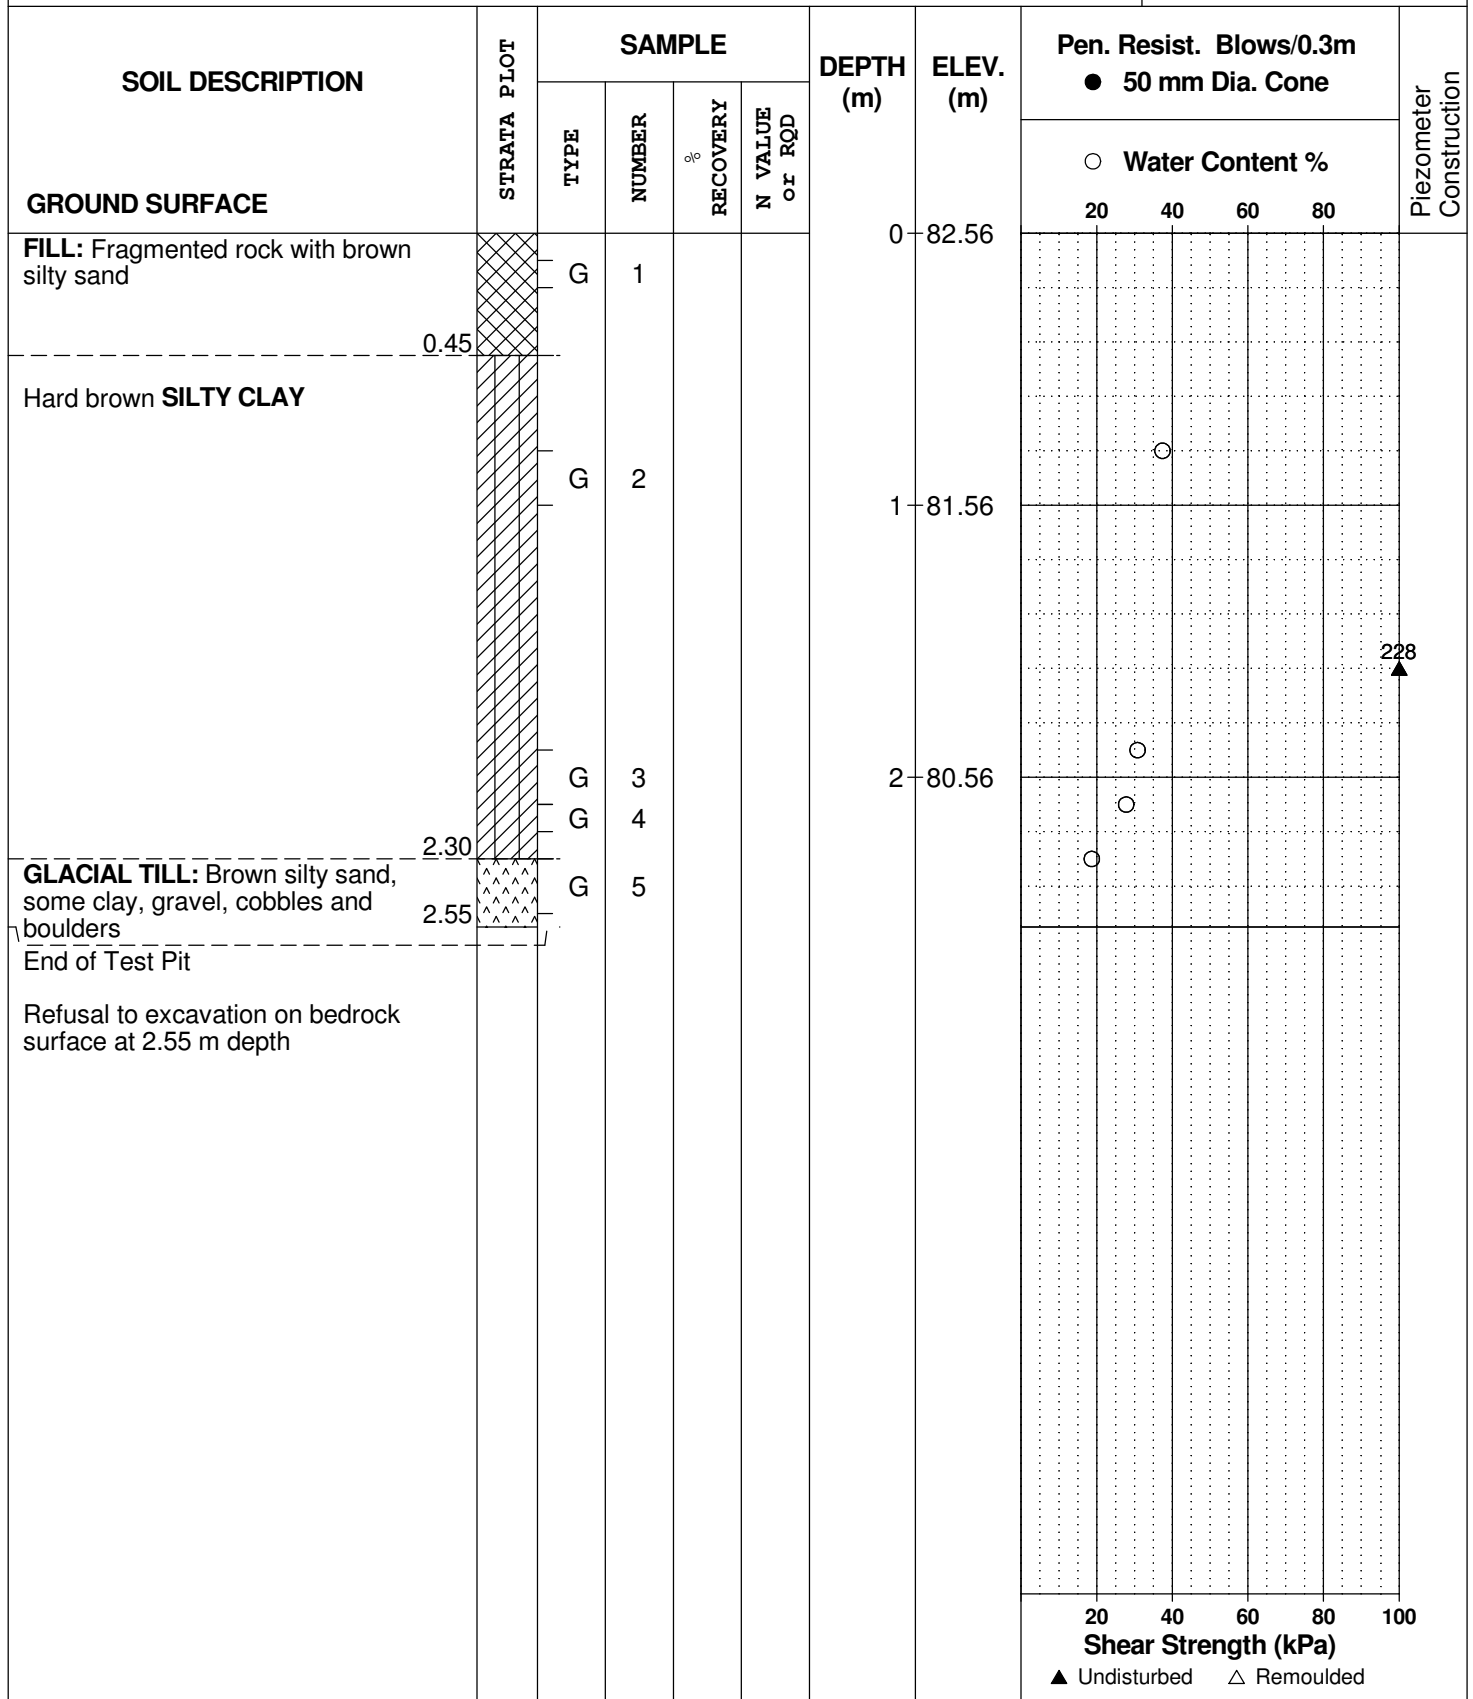 SOIL DESCRIPTION
GROUND SURFACE
STRATA PLOT
SAMPLE
TYPE
NUMBER
%
RECOVERY
N VALUE
or RQD
DEPTH
(m)
ELEV.
(m)
Pen. Resist. Blows/0.3m
● 50 mm Dia. Cone
○ Water Content %
20 40 60 80
Piezometer
Construction
FILL: Fragmented rock with brown
silty sand
0.45
G 1
0 82.56
Hard brown SILTY CLAY
G 2
1 81.56
228
G 3
2 80.56
G 4
2.30
GLACIAL TILL: Brown silty sand,
some clay, gravel, cobbles and
boulders
2.55
G 5
End of Test Pit
Refusal to excavation on bedrock
surface at 2.55 m depth
20 40 60 80 100
Shear Strength (kPa)
▲ Undisturbed △ Remoulded